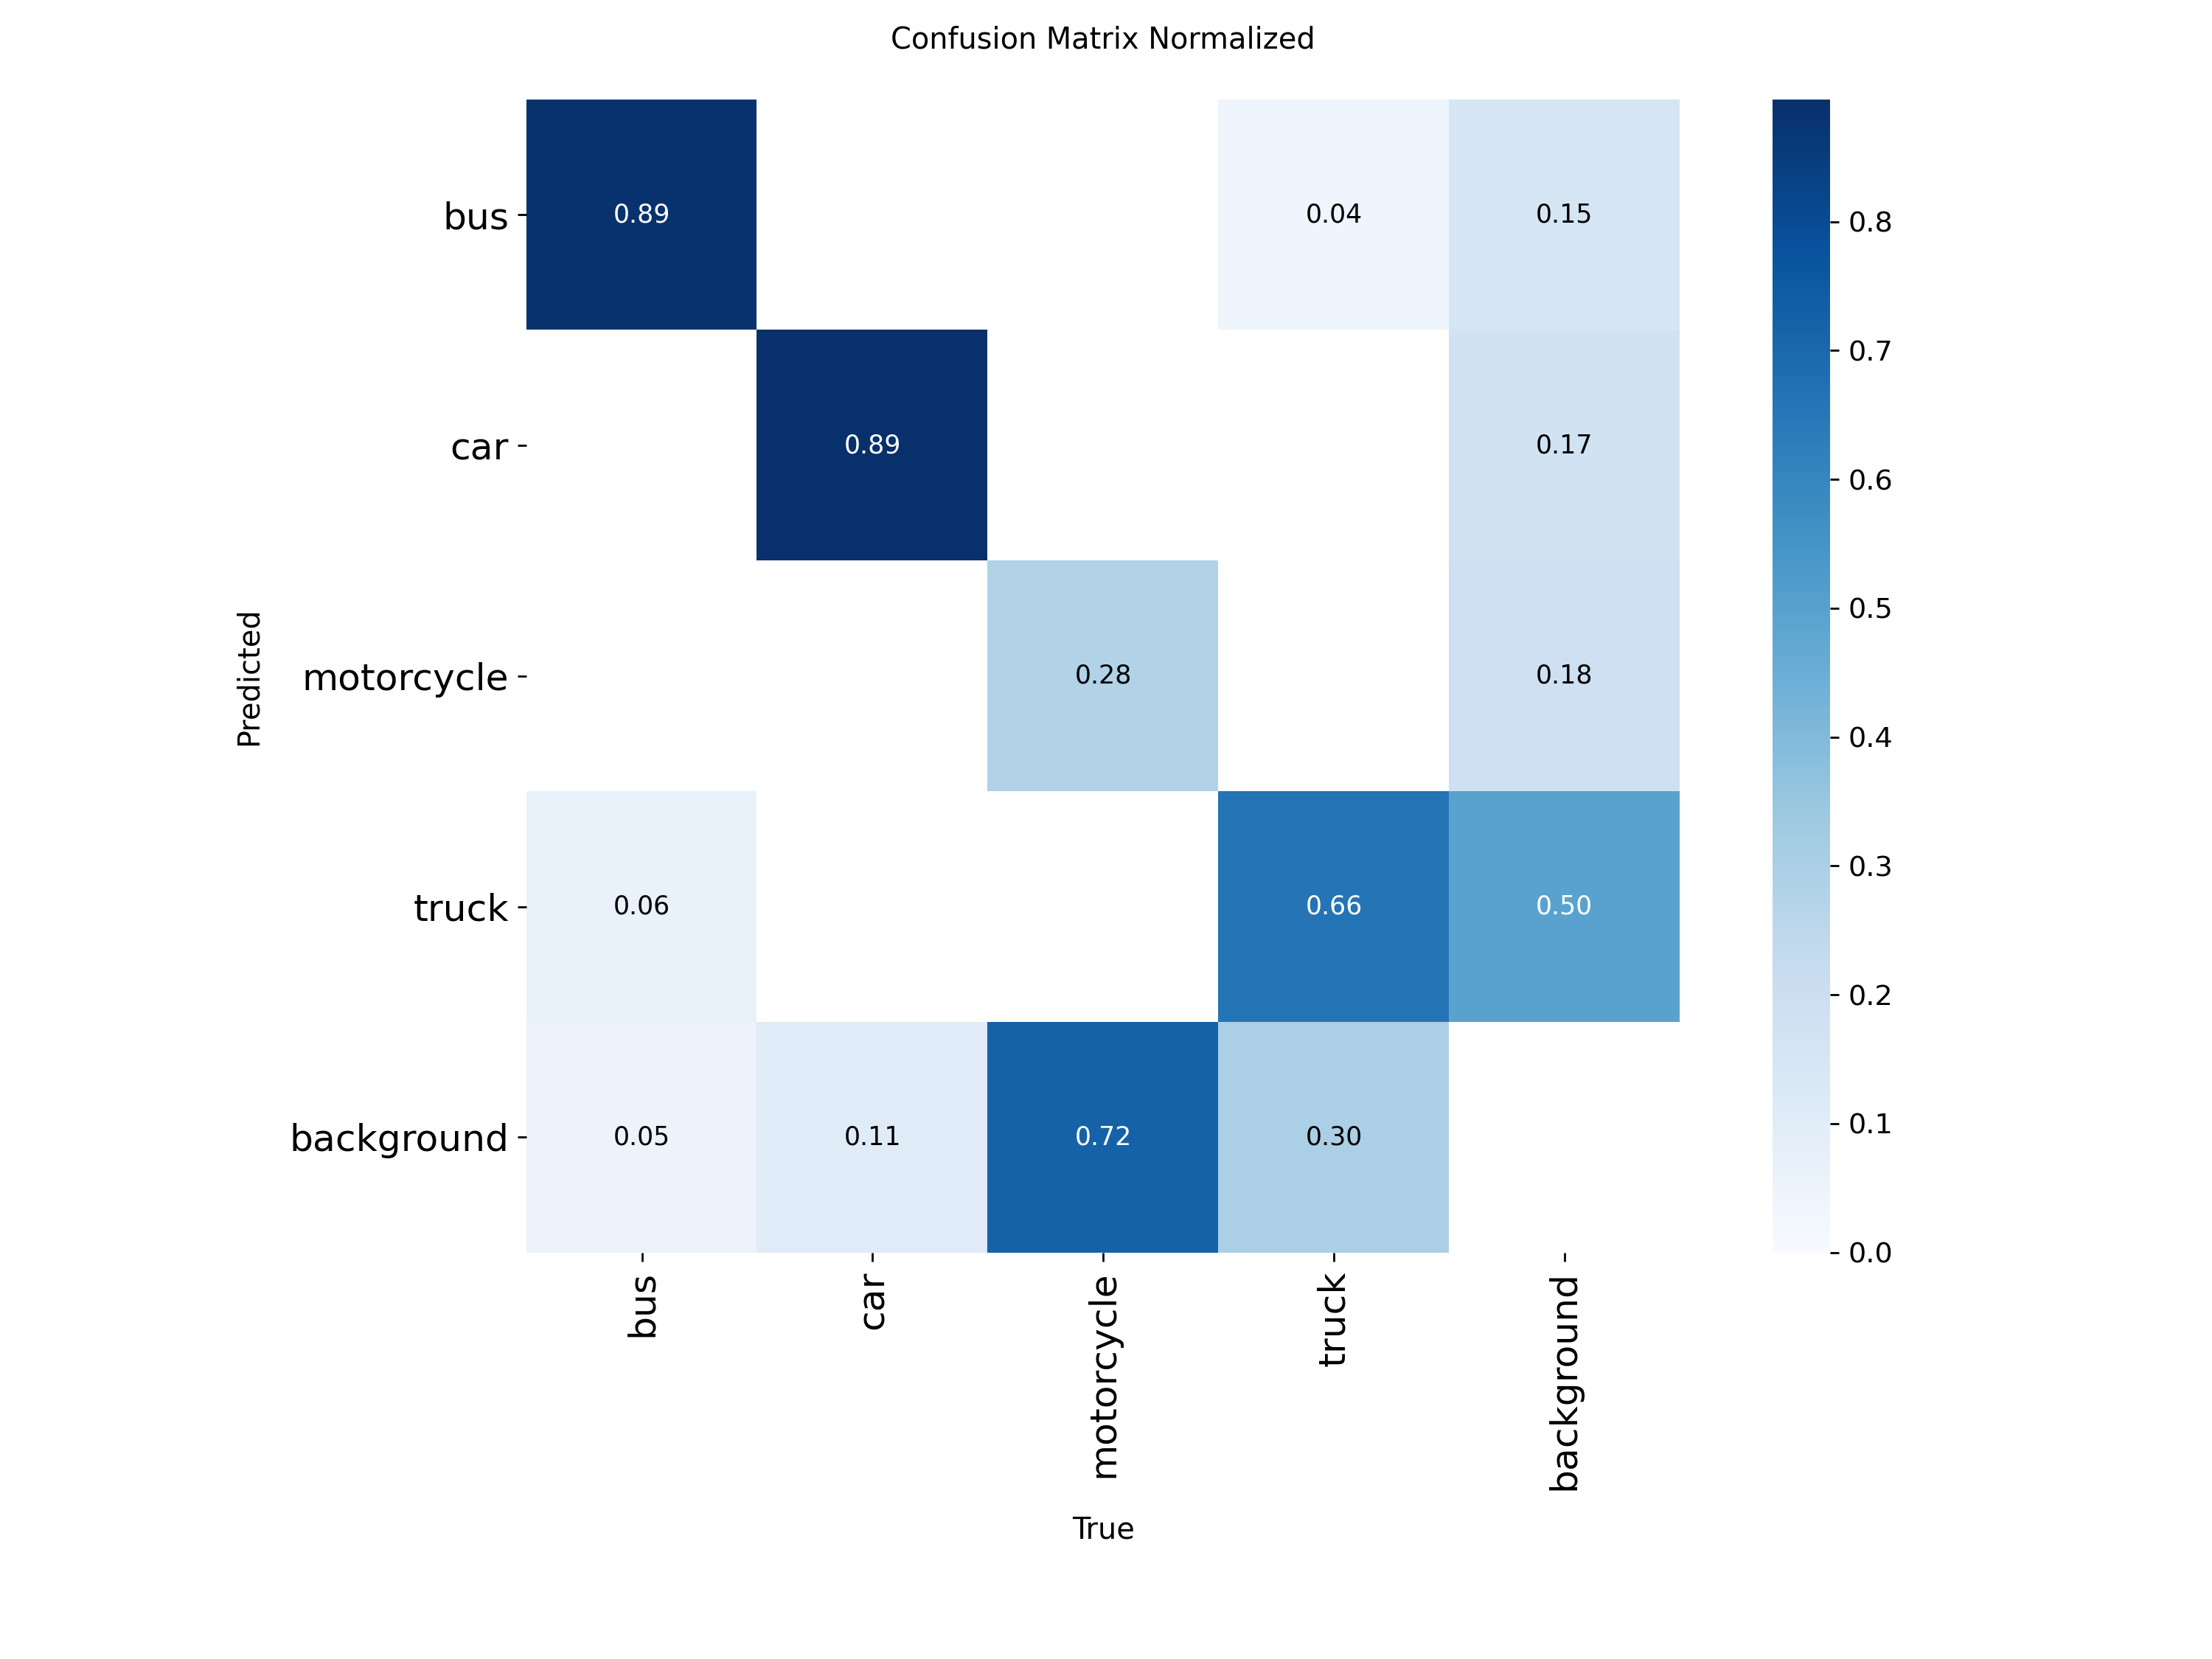 Confusion Matrix Normalized
bus
0.89
0.04
0.15
car
0.89
0.17
motorcycle
0.28
0.18
truck
0.06
0.66
0.50
background
0.05
0.11
0.72
0.30
bus
car
motorcycle
truck
background
Predicted
True
0.8
0.7
0.6
0.5
0.4
0.3
0.2
0.1
0.0